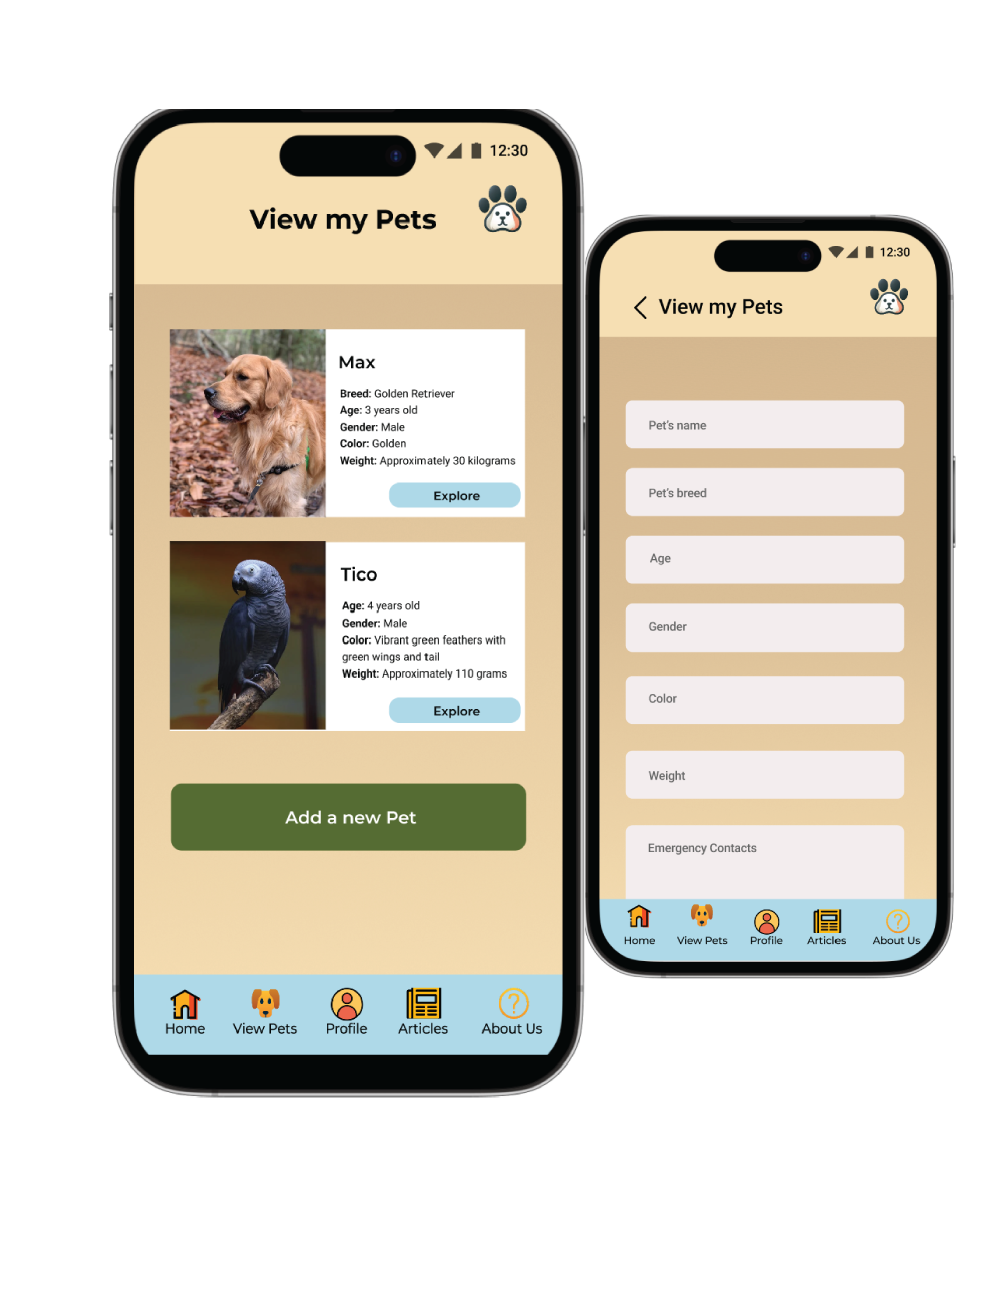 12:30
View my Pets
Max
Breed: Golden Retriever
Age: 3 years old
Gender: Male
Color: Golden
Weight: Approximately 30 kilograms
Explore
Tico
Age: 4 years old
Gender: Male
Color: Vibrant green feathers with
green wings and tail
Weight: Approximately 110 grams
Explore
Add a new Pet
Home View Pets Profile Articles About Us
12:30
View my Pets
Pet's name
Pet's breed
Age
Gender
Color
Weight
Emergency Contacts
Home View Pets Profile Articles About Us